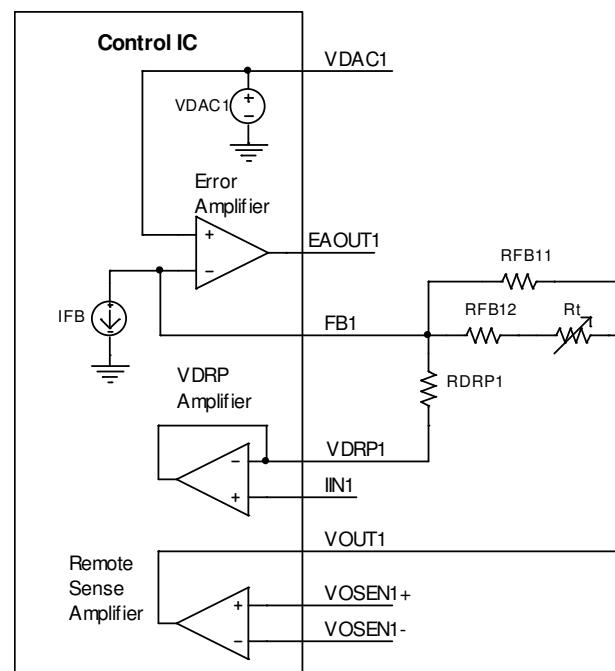 Control IC
VDAC1
VDAC1
+
−
Error
Amplifier
+
−
EAOUT1
RFB11
IFB
+
−
FB1
RFB12
Rt
RDRP1
VDRP
Amplifier
−
+
VDRP1
IIN1
VOUT1
Remote
Sense
Amplifier
+
−
VOSEN1+
VOSEN1-